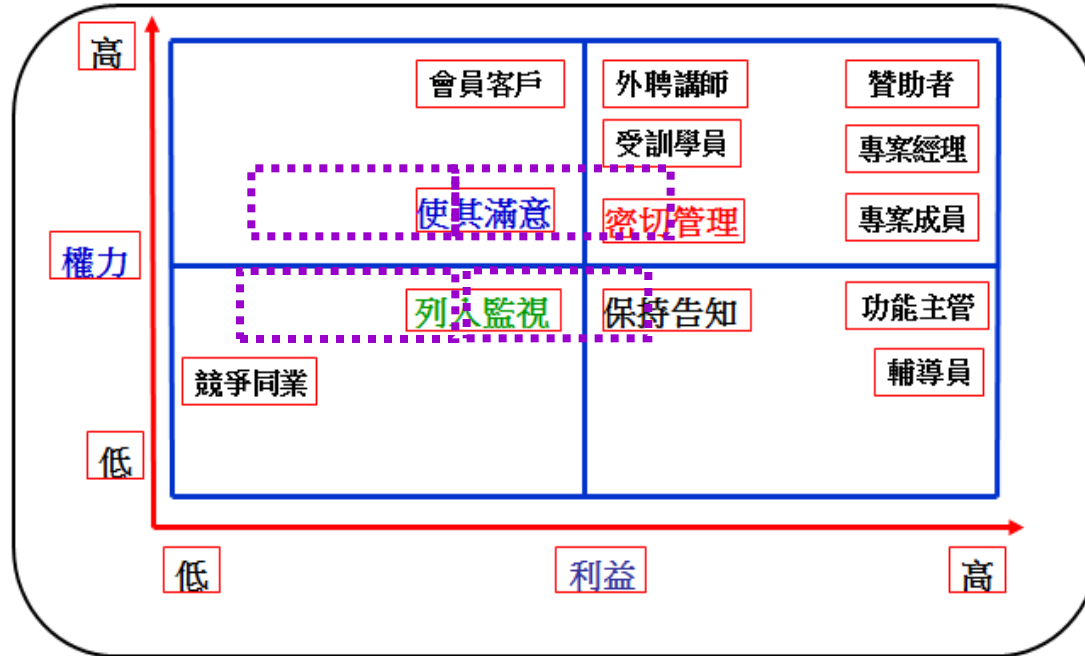 高
會員客戶
外聘講師
贊助者
受訓學員
專案經理
使其滿意
密切管理
專案成員
權力
列入監視
保持告知
功能主管
競爭同業
輔導員
低
低
利益
高